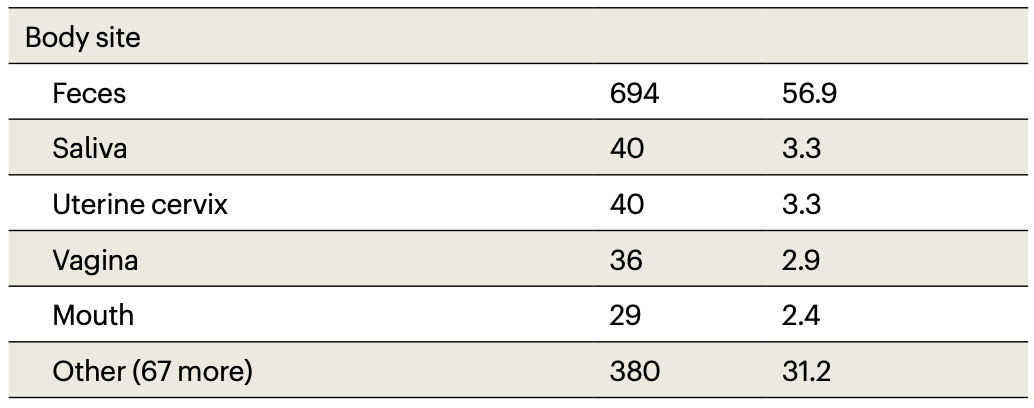 Body site
Feces 694 56.9
Saliva 40 3.3
Uterine cervix 40 3.3
Vagina 36 2.9
Mouth 29 2.4
Other (67 more) 380 31.2